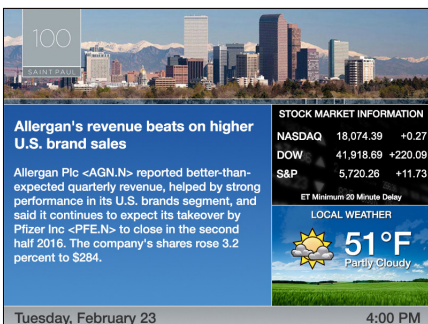 100
SAINT PAUL
Allergan's revenue beats on higher
U.S. brand sales
Allergan Plc <AGN.N> reported better-than-
expected quarterly revenue, helped by strong
performance in its U.S. brands segment, and
said it continues to expect its takeover by
Pfizer Inc <PFE.N> to close in the second
half 2016. The company's shares rose 3.2
percent to $284.
STOCK MARKET INFORMATION
NASDAQ 18,074.39 +0.27
DOW 41,918.69 +220.09
S&P 5,720.26 +11.73
ET Minimum 20 Minute Delay
LOCAL WEATHER
51°F
Partly Cloudy
Tuesday, February 23 4:00 PM